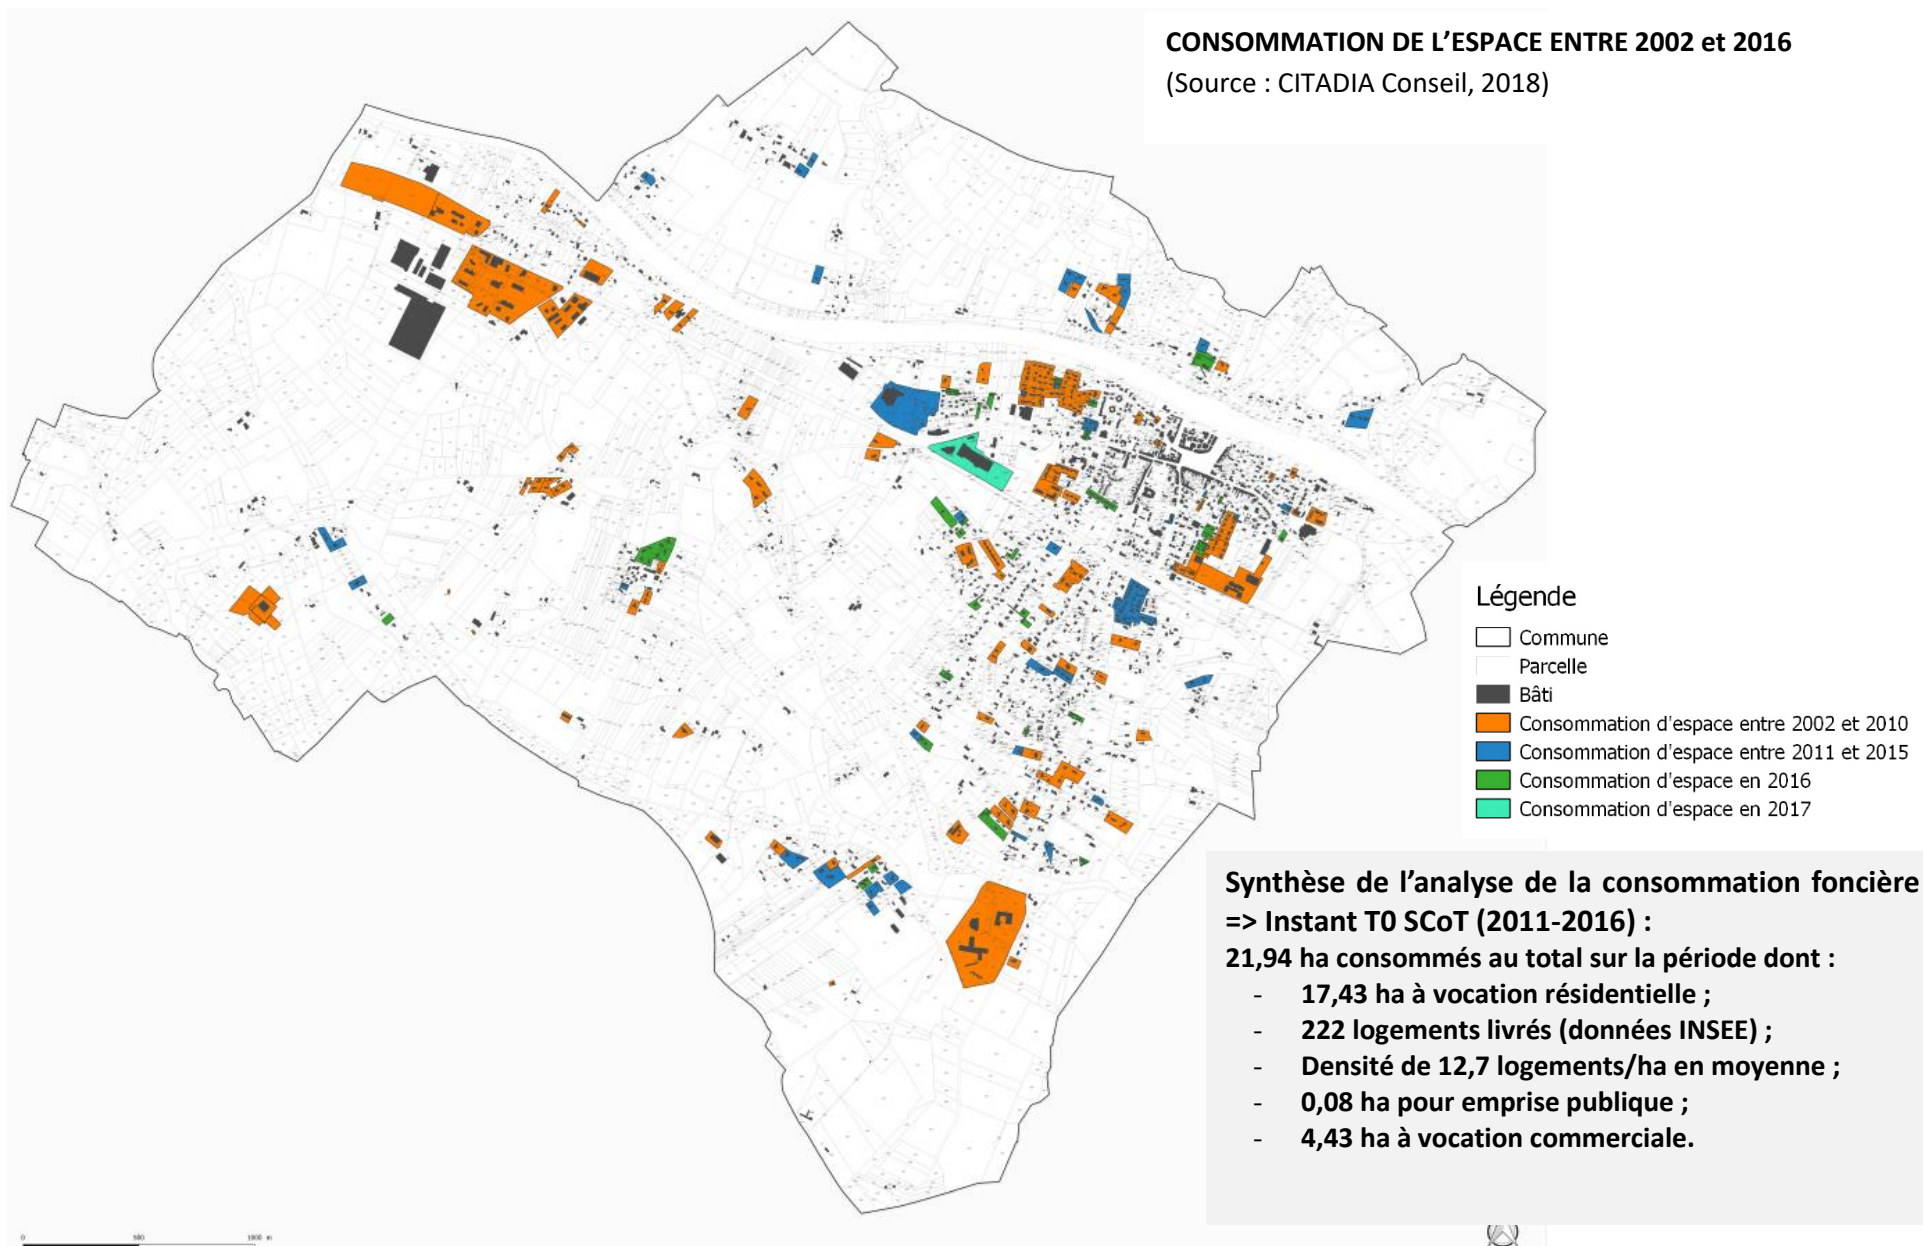 CONSOMMATION DE L'ESPACE ENTRE 2002 et 2016
(Source : CITADIA Conseil, 2018)
Légende
Commune
Parcelle
Bâti
Consommation d'espace entre 2002 et 2010
Consommation d'espace entre 2011 et 2015
Consommation d'espace en 2016
Consommation d'espace en 2017
Synthèse de l'analyse de la consommation foncière
=> Instant T0 SCoT (2011-2016) :
21,94 ha consommés au total sur la période dont :
- 17,43 ha à vocation résidentielle ;
- 222 logements livrés (données INSEE) ;
- Densité de 12,7 logements/ha en moyenne ;
- 0,08 ha pour emprise publique ;
- 4,43 ha à vocation commerciale.
0 500 1000 m